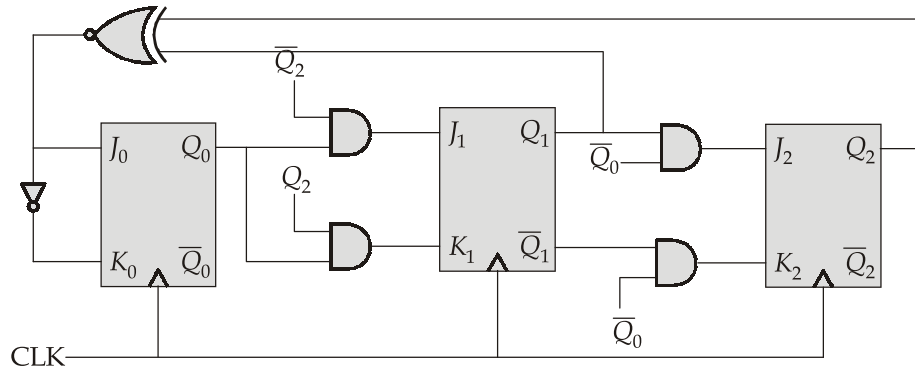 Q̅₂
J₀ Q₀
K₀ Q̅₀
Q₂
J₁ Q₁
K₁ Q̅₁
Q̅₀
Q̅₀
J₂ Q₂
K₂ Q̅₂
CLK